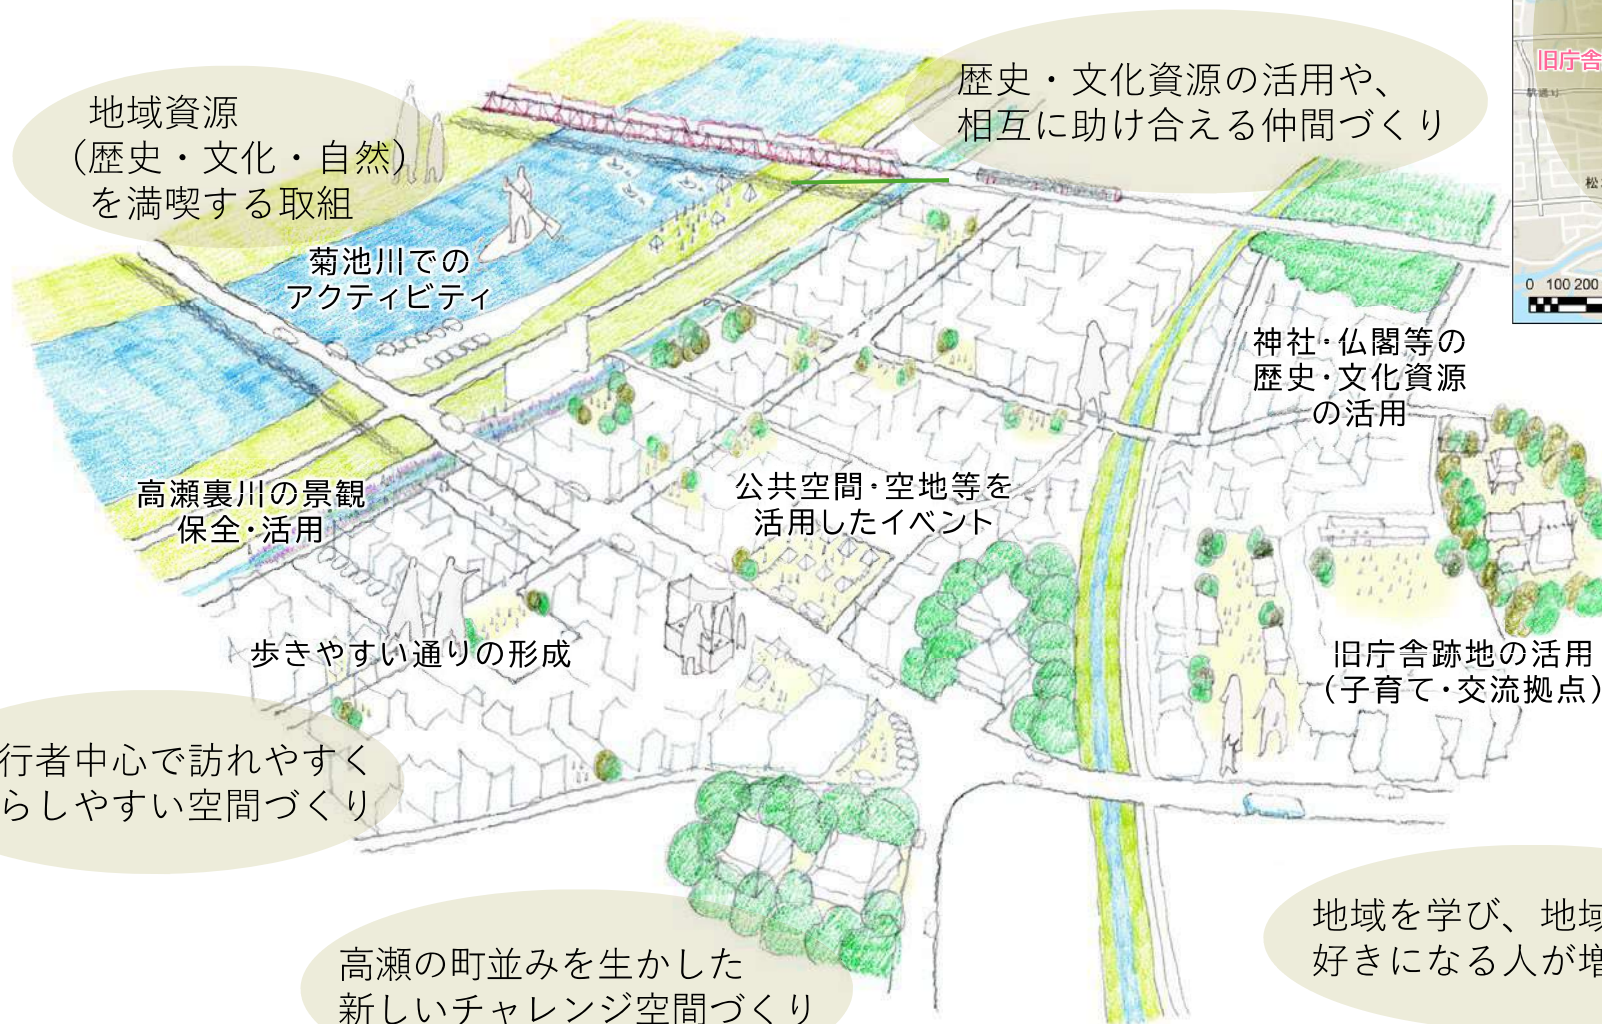 地域資源
（歴史・文化・自然）
を満喫する取組
歴史・文化資源の活用や、
相互に助け合える仲間づくり
旧庁舎
駅通り
松
0 100 200
菊池川での
アクティビティ
神社・仏閣等の
歴史・文化資源
の活用
高瀬裏川の景観
保全・活用
公共空間・空地等を
活用したイベント
歩きやすい通りの形成
旧庁舎跡地の活用
（子育て・交流拠点）
行者中心で訪れやすく
らしやすい空間づくり
高瀬の町並みを生かした
新しいチャレンジ空間づくり
地域を学び、地域
好きになる人が増